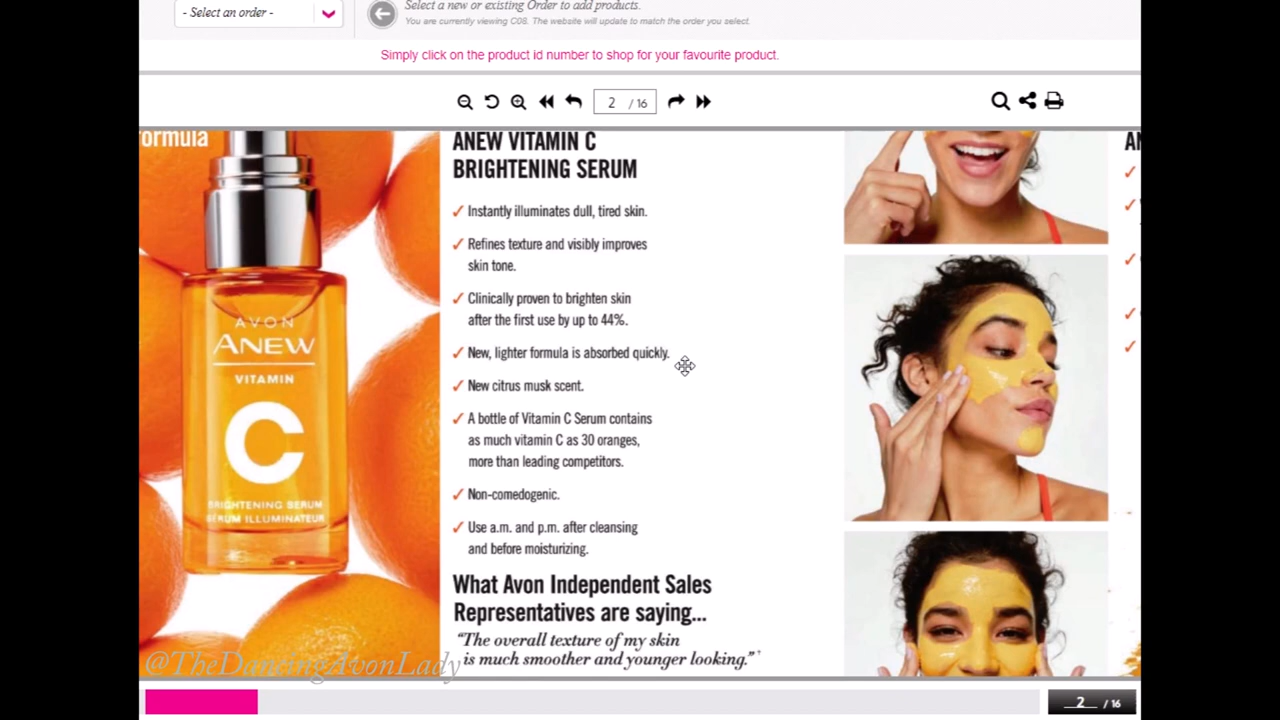 - Select an order -
Select a new or existing Order to add products.
You are currently viewing C08. The website will update to match the order you select.
Simply click on the product id number to shop for your favourite product.
2 / 16
formula
AVON
ANEW
VITAMIN
C
BRIGHTENING SERUM
SÉRUM ILLUMINATEUR
ANEW VITAMIN C
BRIGHTENING SERUM
✓ Instantly illuminates dull, tired skin.
✓ Refines texture and visibly improves
skin tone.
✓ Clinically proven to brighten skin
after the first use by up to 44%.
✓ New, lighter formula is absorbed quickly.
✓ New citrus musk scent.
✓ A bottle of Vitamin C Serum contains
as much vitamin C as 30 oranges,
more than leading competitors.
✓ Non-comedogenic.
✓ Use a.m. and p.m. after cleansing
and before moisturizing.
What Avon Independent Sales
Representatives are saying...
“The overall texture of my skin
is much smoother and younger looking.”†
@TheDancingAvonLady
2 / 16